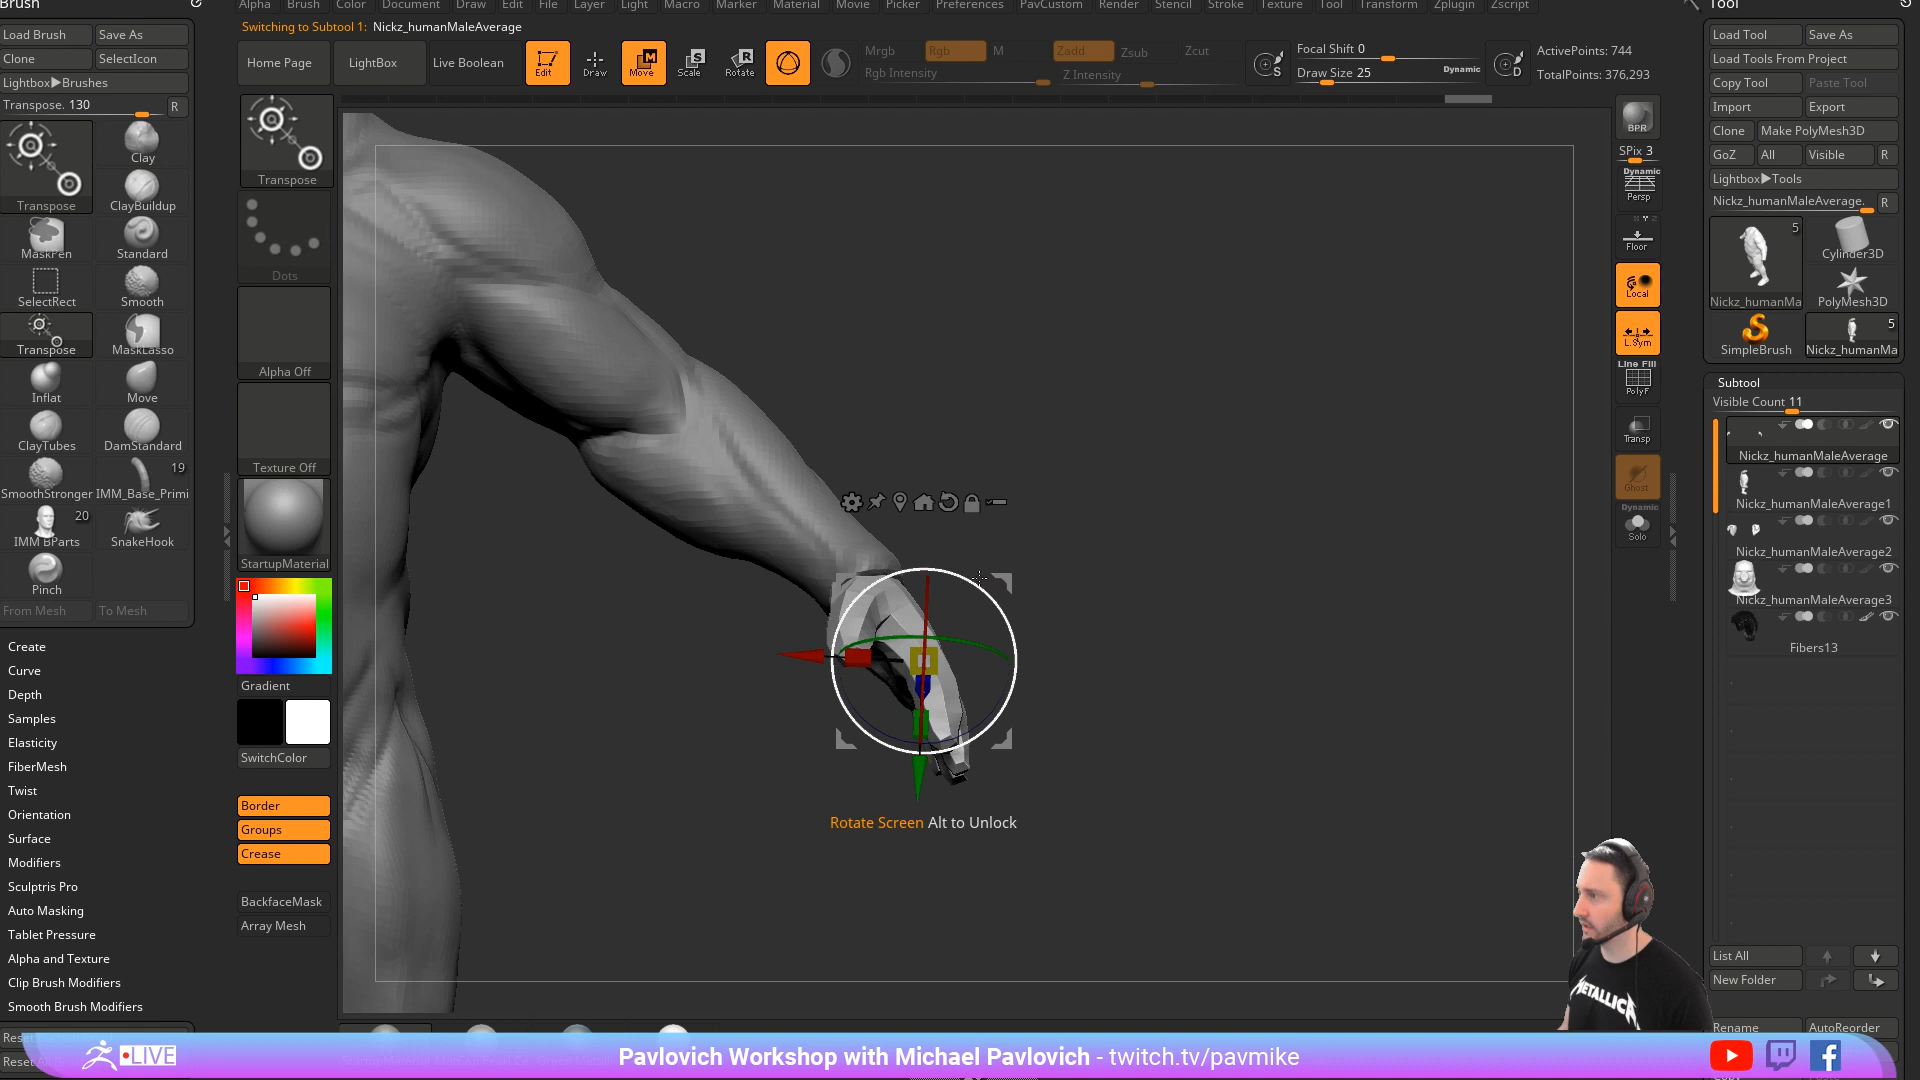 Alpha Brush Color Document Draw Edit File Layer Light Macro Marker Material Movie Picker Preferences PavCustom Render Stencil Stroke Texture Tool Transform Zplugin Zscript
Brush
Tool
Switching to Subtool 1: Nickz_humanMaleAverage
Load Brush Save As
Clone SelectIcon
Lightbox▶Brushes
Transpose. 130 R
Transpose
Clay
ClayBuildup
MaskPen
Standard
SelectRect
Smooth
Transpose
MaskLasso
Inflat
Move
ClayTubes
DamStandard
SmoothStronger
19
IMM_Base_Primi
20
IMM BParts
SnakeHook
Pinch
From Mesh To Mesh
Create
Curve
Depth
Samples
Elasticity
FiberMesh
Twist
Orientation
Surface
Modifiers
Sculptris Pro
Auto Masking
Tablet Pressure
Alpha and Texture
Clip Brush Modifiers
Smooth Brush Modifiers
Home Page
LightBox
Live Boolean
Edit
Draw
Move
Scale
Rotate
Mrgb Rgb M
Rgb Intensity
Zadd Zsub Zcut
Z Intensity
S
Focal Shift 0
Draw Size 25
Dynamic
D
ActivePoints: 744
TotalPoints: 376,293
Transpose
Dots
Alpha Off
Texture Off
StartupMaterial
Gradient
SwitchColor
Border
Groups
Crease
BackfaceMask
Array Mesh
Rotate Screen Alt to Unlock
BPR
SPix 3
Dynamic
Persp
Floor
Local
L.Sym
Line Fill
PolyF
Transp
Ghost
Dynamic
Solo
Load Tool Save As
Load Tools From Project
Copy Tool Paste Tool
Import Export
Clone Make PolyMesh3D
GoZ All Visible R
Lightbox▶Tools
Nickz_humanMaleAverage. R
5
Nickz_humanMa
Cylinder3D
PolyMesh3D
SimpleBrush
5
Nickz_humanMa
Subtool
Visible Count 11
Nickz_humanMaleAverage
Nickz_humanMaleAverage1
Nickz_humanMaleAverage2
Nickz_humanMaleAverage3
Fibers13
List All
New Folder
Rename AutoReorder
METALLICA
LIVE
Pavlovich Workshop with Michael Pavlovich - twitch.tv/pavmike